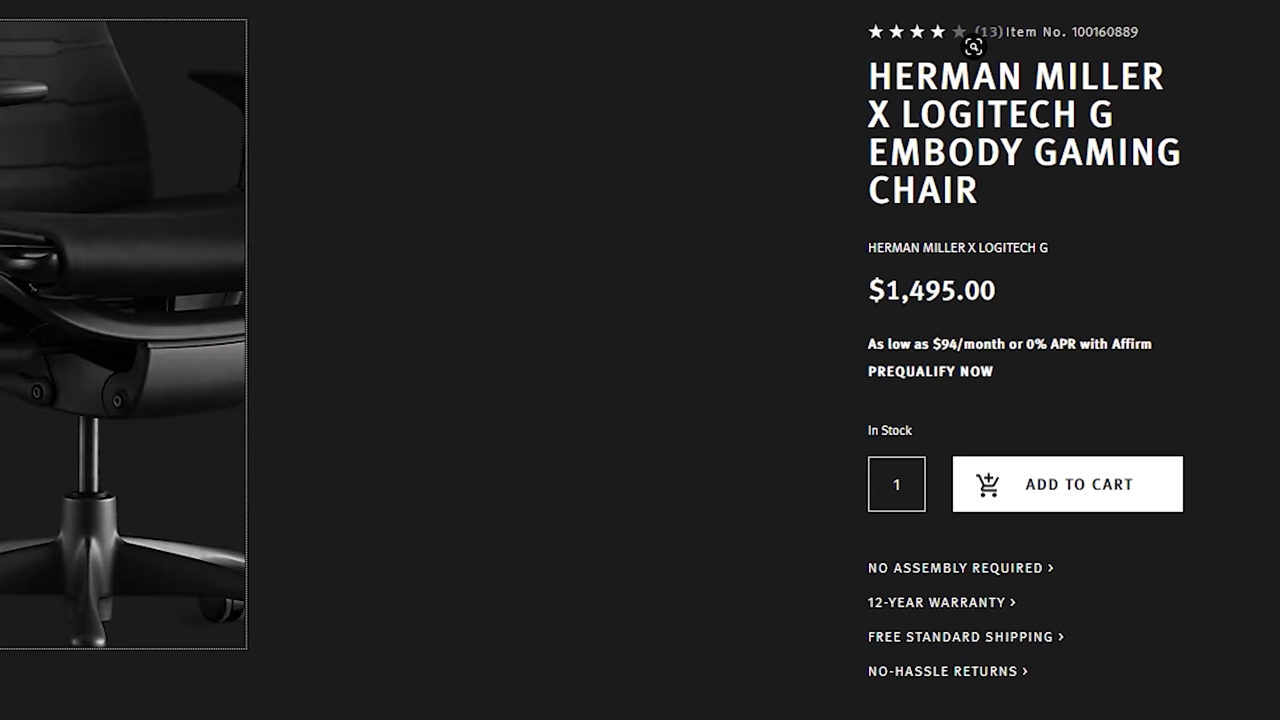 (13) Item No. 100160889
HERMAN MILLER
X LOGITECH G
EMBODY GAMING
CHAIR
HERMAN MILLER X LOGITECH G
$1,495.00
As low as $94/month or 0% APR with Affirm
PREQUALIFY NOW
In Stock
1 ADD TO CART
NO ASSEMBLY REQUIRED >
12-YEAR WARRANTY >
FREE STANDARD SHIPPING >
NO-HASSLE RETURNS >